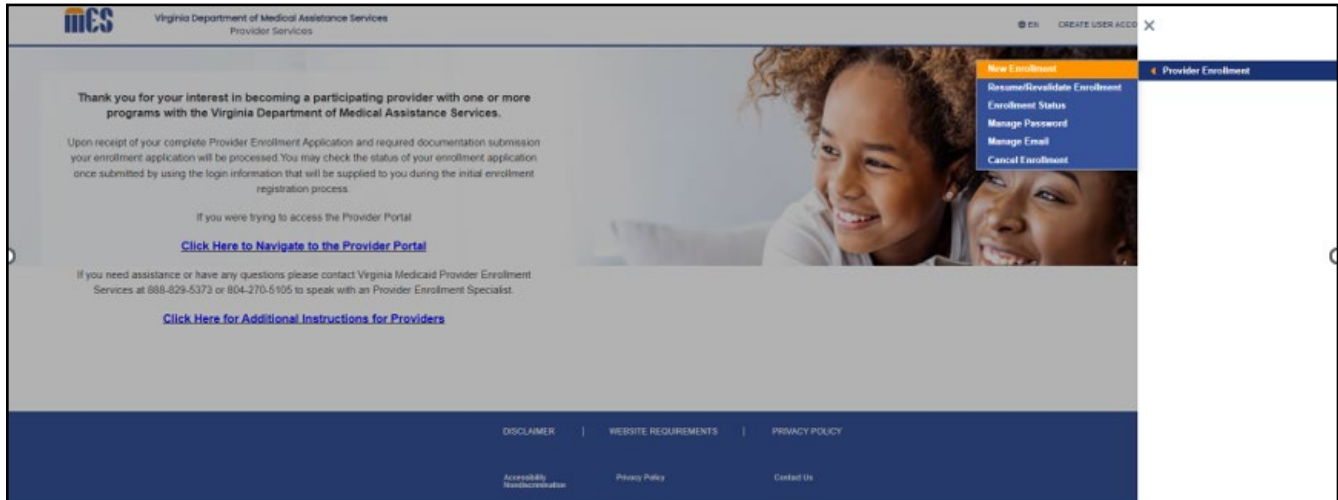 mes
Virginia Department of Medical Assistance Services
Provider Services
EN CREATE USER ACCO
New Enrollment
Resume/Revalidate Enrollment
Enrollment Status
Manage Password
Manage Email
Cancel Enrollment
Provider Enrollment
Thank you for your interest in becoming a participating provider with one or more
programs with the Virginia Department of Medical Assistance Services.
Upon receipt of your complete Provider Enrollment Application and required documentation submission
your enrollment application will be processed.You may check the status of your enrollment application
once submitted by using the login information that will be supplied to you during the initial enrollment
registration process.
If you were trying to access the Provider Portal
Click Here to Navigate to the Provider Portal
If you need assistance or have any questions please contact Virginia Medicaid Provider Enrollment
Services at 888-829-5373 or 804-270-5105 to speak with an Provider Enrollment Specialist.
Click Here for Additional Instructions for Providers
DISCLAIMER | WEBSITE REQUIREMENTS | PRIVACY POLICY
Accessibility Privacy Policy Contact Us
Nondiscrimination